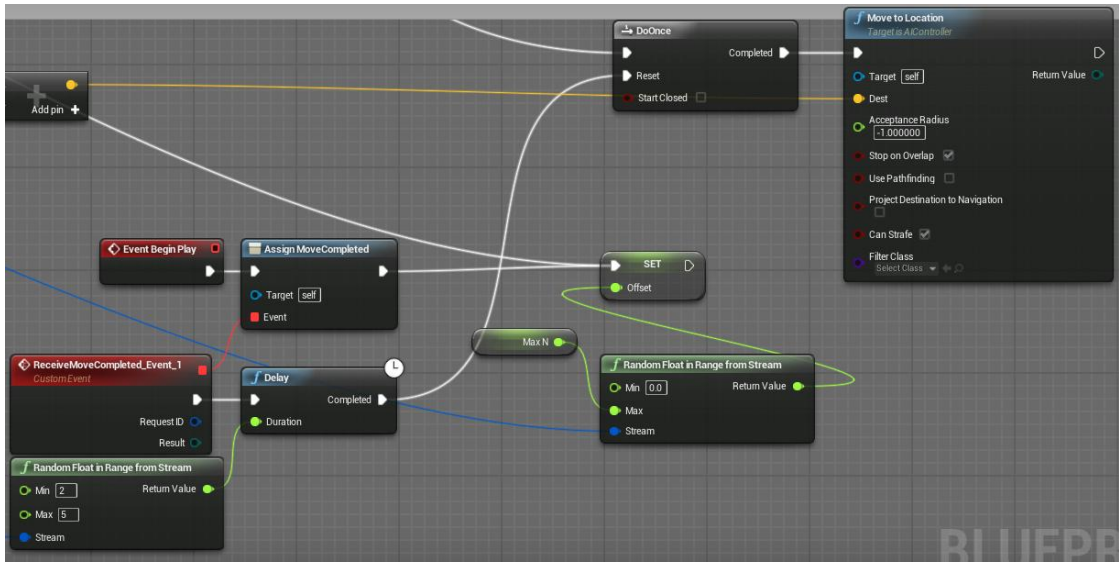 DoOnce
Completed
Reset
Start Closed
Move to Location
Target is AIController
Target self
Return Value
Dest
Acceptance Radius
-1.000000
Stop on Overlap
Use Pathfinding
Project Destination to Navigation
Can Strafe
Filter Class
Select Class
Add pin
Event Begin Play
Assign MoveCompleted
Target self
Event
SET
Offset
Max N
ReceiveMoveCompleted_Event_1
Custom Event
Request ID
Result
Delay
Completed
Duration
Random Float in Range from Stream
Min 0.0
Return Value
Max
Stream
Random Float in Range from Stream
Min 2
Return Value
Max 5
Stream
BLUEPR